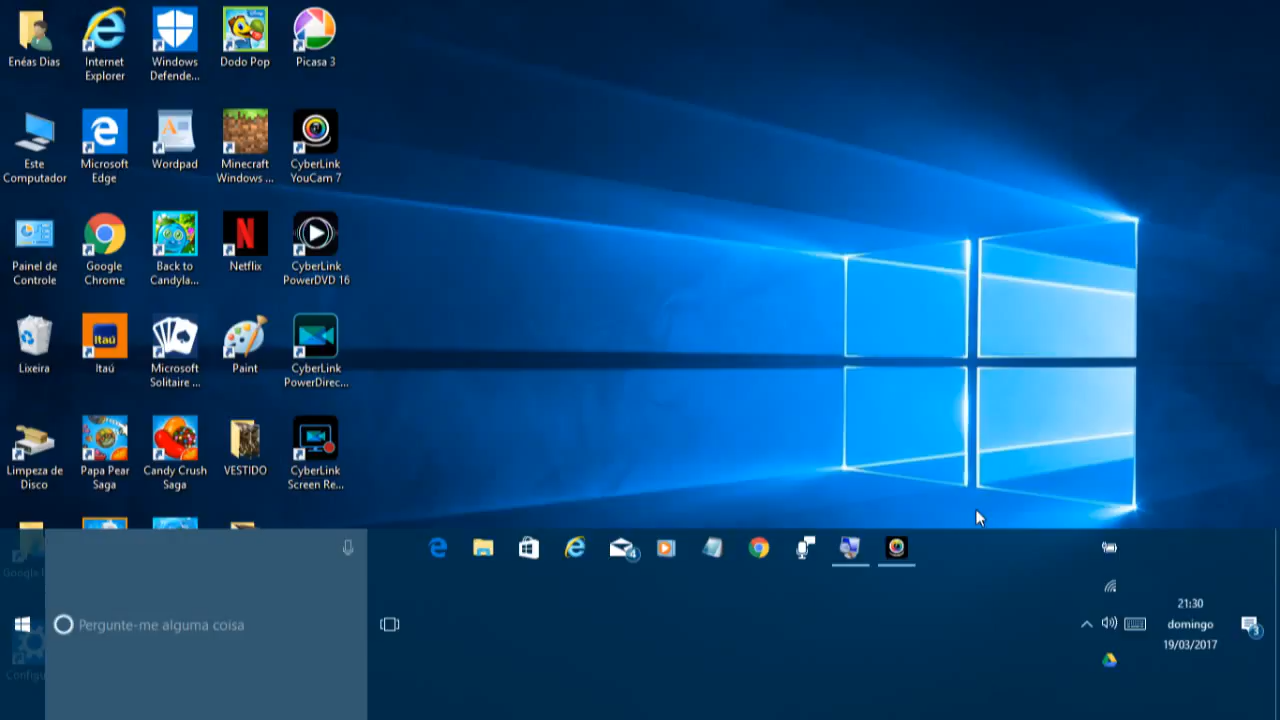 Enéas Dias
Internet
Explorer
Windows
Defende...
Dodo Pop
Picasa 3
Este
Computador
Microsoft
Edge
Wordpad
Minecraft
Windows ...
CyberLink
YouCam 7
Painel de
Controle
Google
Chrome
Back to
Candyla...
Netflix
CyberLink
PowerDVD 16
Lixeira
Itaú
Itaú
Microsoft
Solitaire ...
Paint
CyberLink
PowerDirec...
Limpeza de
Disco
Papa Pear
Saga
Candy Crush
Saga
VESTIDO
CyberLink
Screen Re...
Google
4
Pergunte-me alguma coisa
21:30
domingo
19/03/2017
3
Configu